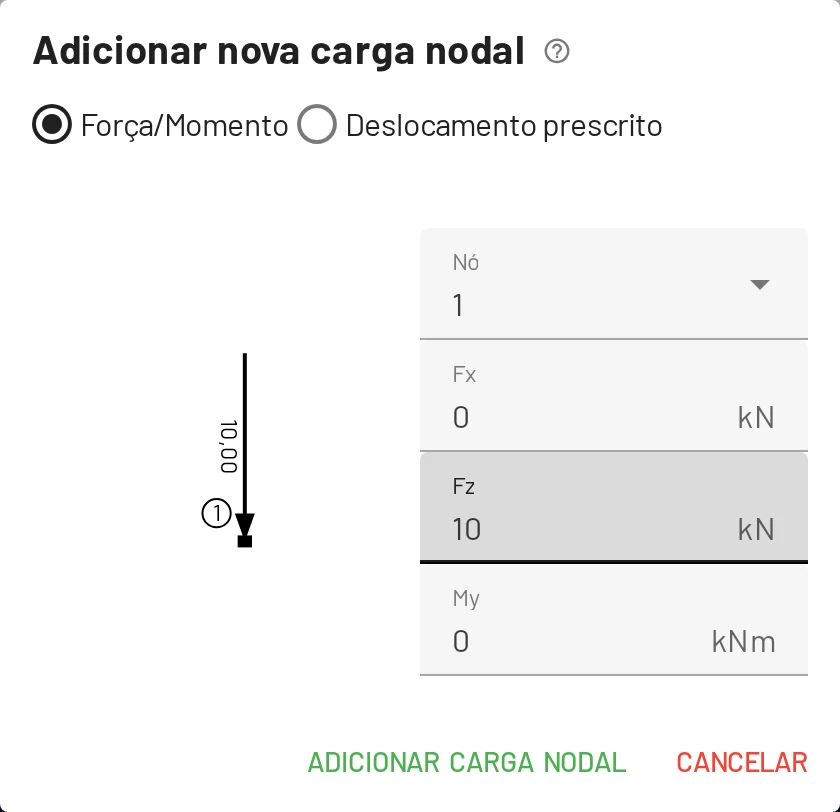 Adicionar nova carga nodal ?
Força/Momento Deslocamento prescrito
Nó
1
Fx
0 kN
10,00
1
Fz
10 kN
My
0 kNm
ADICIONAR CARGA NODAL CANCELAR